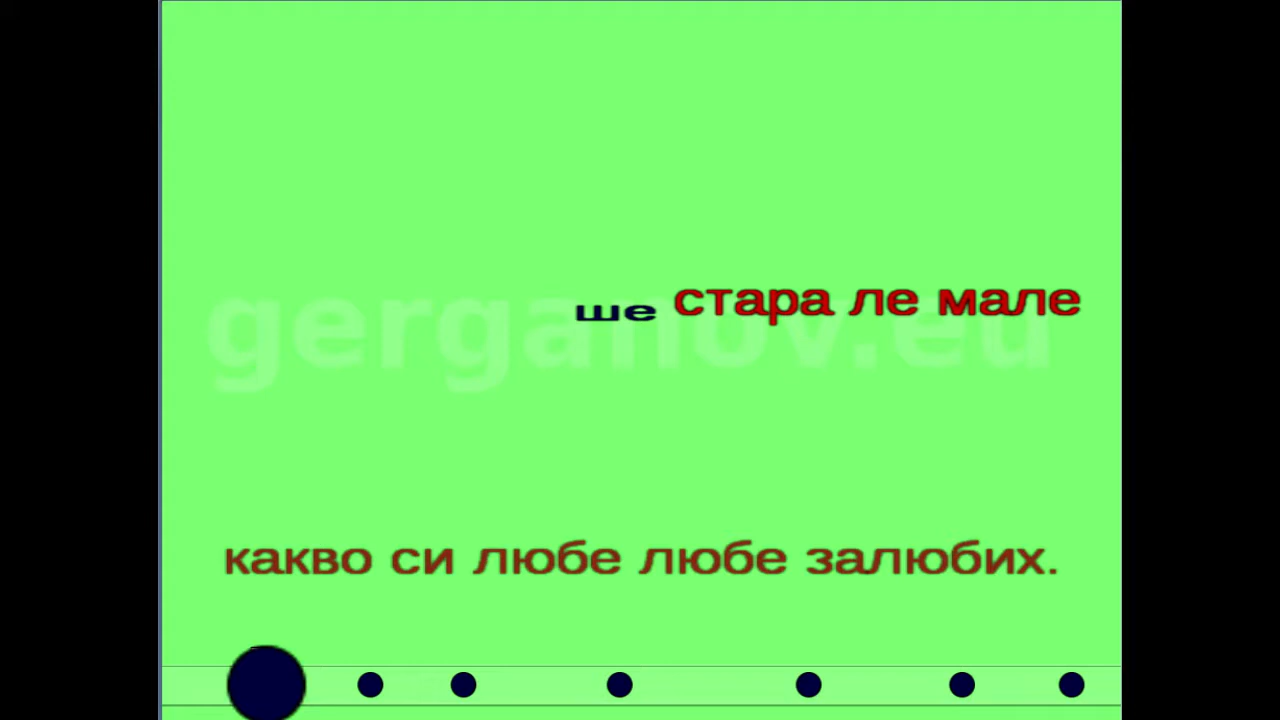 ше стара ле мале
gerganov.eu
какво си любе любе залюбих.